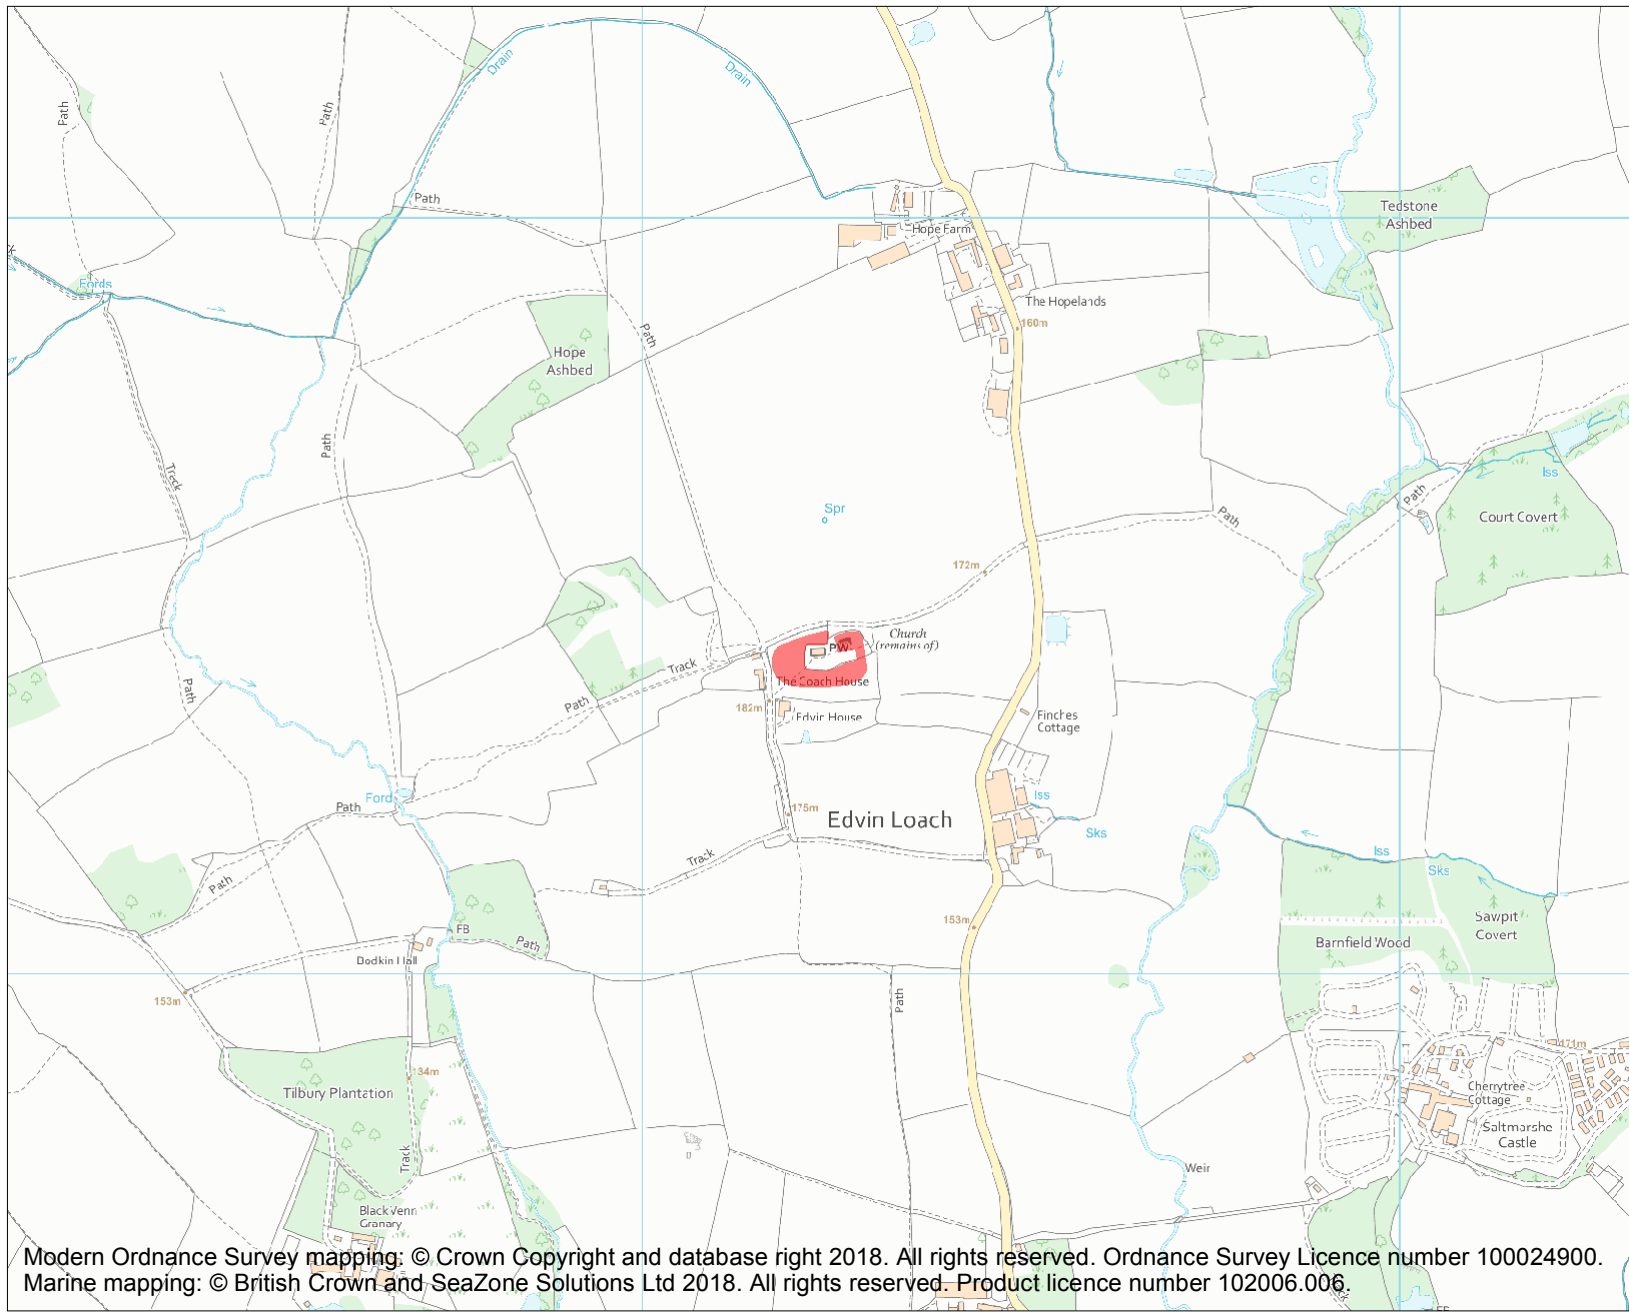 Drain
Drain
Path
Path
Path
Tedstone
Ashbed
Hope Farm
Fords
The Hopelands
160m
Path
Hope
Ashbed
Path
Track
Iss
Path
Court Covert
Spr
Path
172m
Church
(remains of)
PW
Track
The Coach House
Path
Path
182m
Edvin House
Finches
Cottage
Ford
Path
175m
Edvin Loach
Iss
Sks
Track
Iss
Sks
Path
Sawpit
Covert
153m
FB
Path
Barnfield Wood
Dodkin Hall
153m
Path
171m
134m
Tilbury Plantation
Cherrytree
Cottage
Saltmarshe
Castle
Track
Weir
BlackVenn
Granary
Modern Ordnance Survey mapping: © Crown Copyright and database right 2018. All rights reserved. Ordnance Survey Licence number 100024900.
Marine mapping: © British Crown and SeaZone Solutions Ltd 2018. All rights reserved. Product licence number 102006.006.